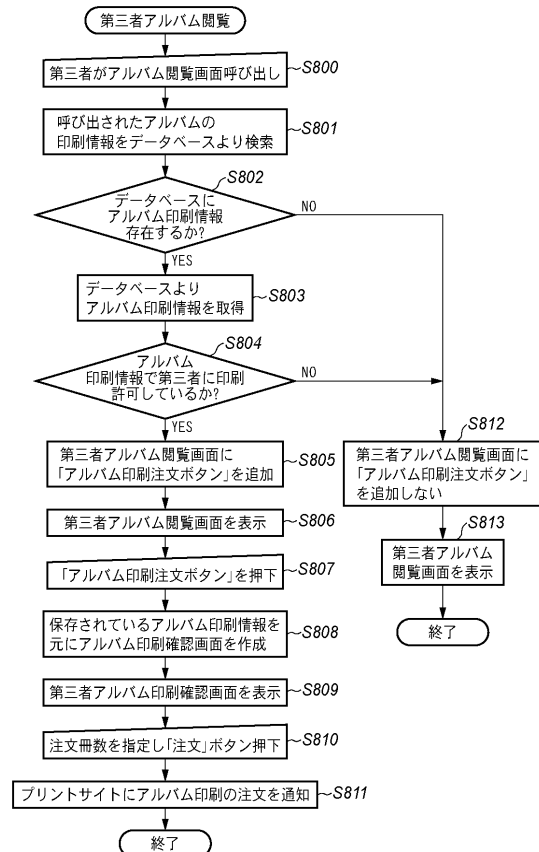 第三者アルバム閲覧
第三者がアルバム閲覧画面呼び出し
S800
呼び出されたアルバムの
印刷情報をデータベースより検索
S801
S802
データベースに
アルバム印刷情報
存在するか?
NO
YES
データベースより
アルバム印刷情報を取得
S803
S804
アルバム
印刷情報で第三者に印刷
許可しているか?
NO
YES
第三者アルバム閲覧画面に
「アルバム印刷注文ボタン」を追加
S805
第三者アルバム閲覧画面を表示
S806
「アルバム印刷注文ボタン」を押下
S807
保存されているアルバム印刷情報を
元にアルバム印刷確認画面を作成
S808
第三者アルバム印刷確認画面を表示
S809
注文冊数を指定し「注文」ボタン押下
S810
プリントサイトにアルバム印刷の注文を通知
S811
終了
S812
第三者アルバム閲覧画面に
「アルバム印刷注文ボタン」
を追加しない
S813
第三者アルバム
閲覧画面を表示
終了